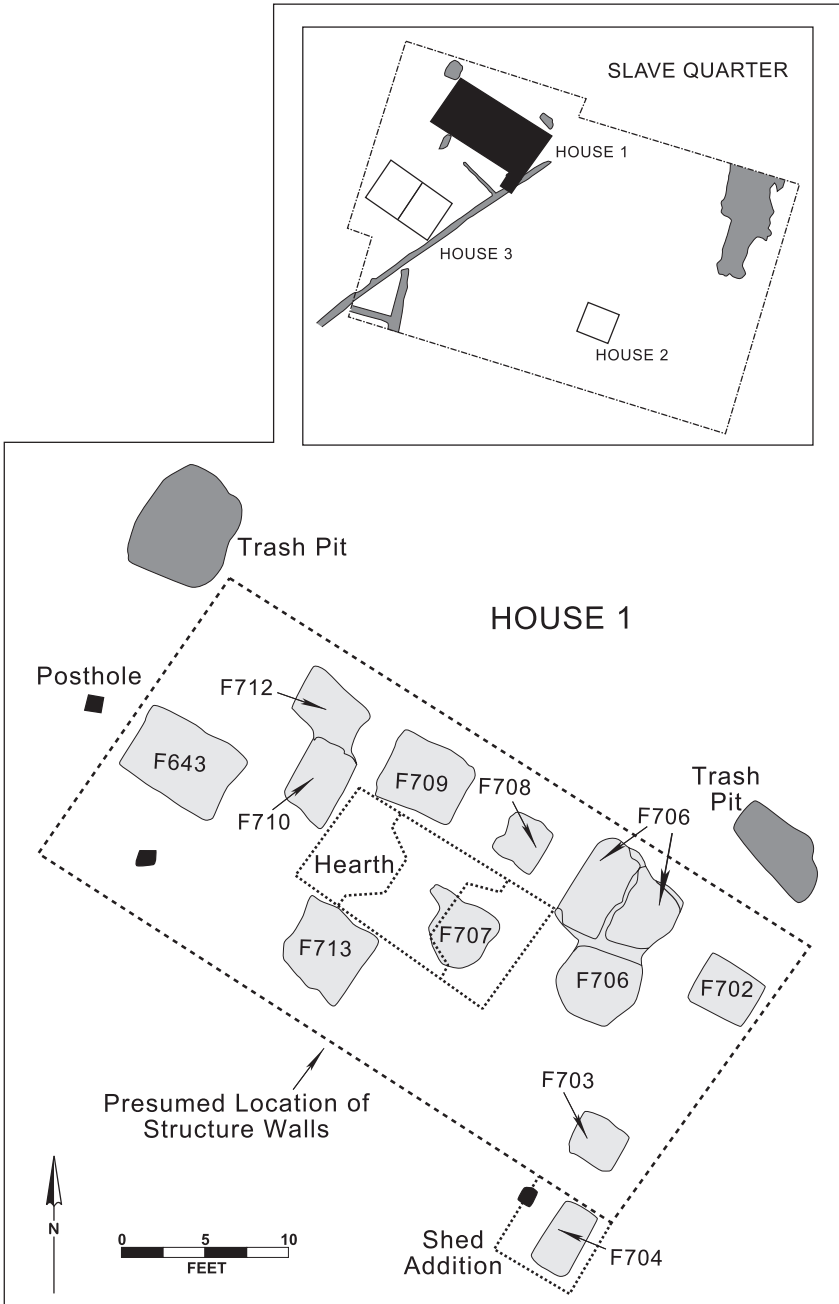 SLAVE QUARTER
HOUSE 1
HOUSE 3
HOUSE 2
Trash Pit
HOUSE 1
Posthole
F712
F643
F709
F708
Trash
Pit
F706
F710
Hearth
F713
F707
F706
F702
F703
Presumed Location of
Structure Walls
N
0 5 10
FEET
Shed
Addition
F704